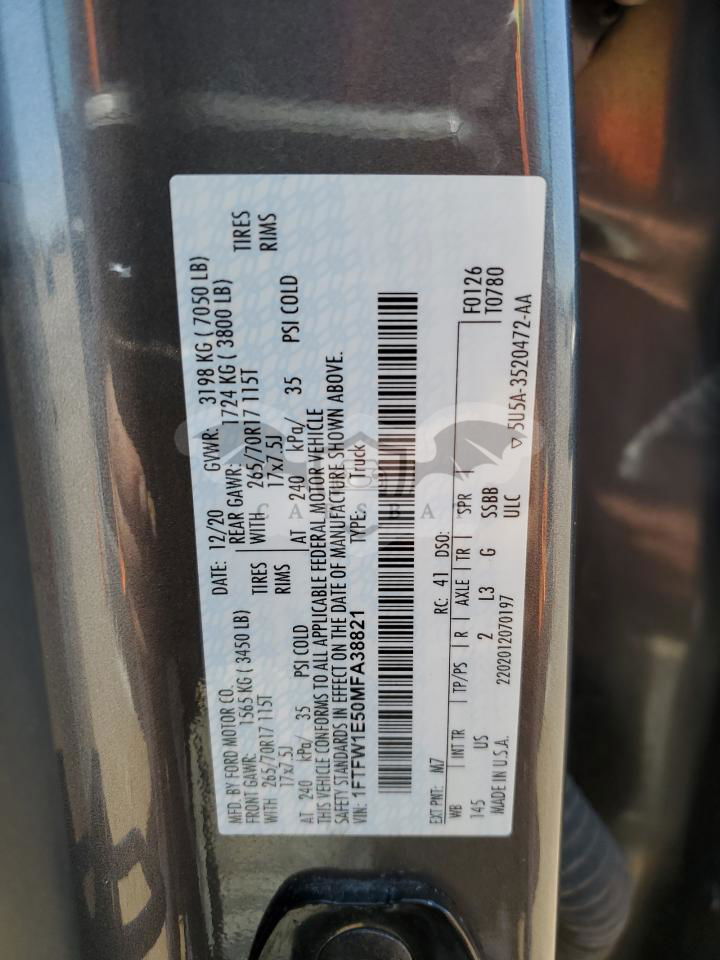 MFD. BY FORD MOTOR CO.
DATE: 12/20 GVWR: 3198 KG ( 7050 LB)
FRONT GAWR: 1565 KG ( 3450 LB) REAR GAWR: 1724 KG ( 3800 LB)
WITH 265/70R17 115T TIRES WITH 265/70R17 115T TIRES
17x7.5J RIMS 17x7.5J RIMS
AT 240 kPa/ 35 PSI COLD AT 240 kPa/ 35 PSI COLD
THIS VEHICLE CONFORMS TO ALL APPLICABLE FEDERAL MOTOR VEHICLE
SAFETY STANDARDS IN EFFECT ON THE DATE OF MANUFACTURE SHOWN ABOVE.
VIN: 1FTFW1E50MFA38821 TYPE: Truck
CARSBAT
EXT PNT: M7 RC: 41 DSO: F0126
WB INT TR TP/PS R AXLE TR SPR T0780
145 US 2 L3 G SSBB
ULC
MADE IN U.S.A. 2202012070197 5U5A-3520472-AA